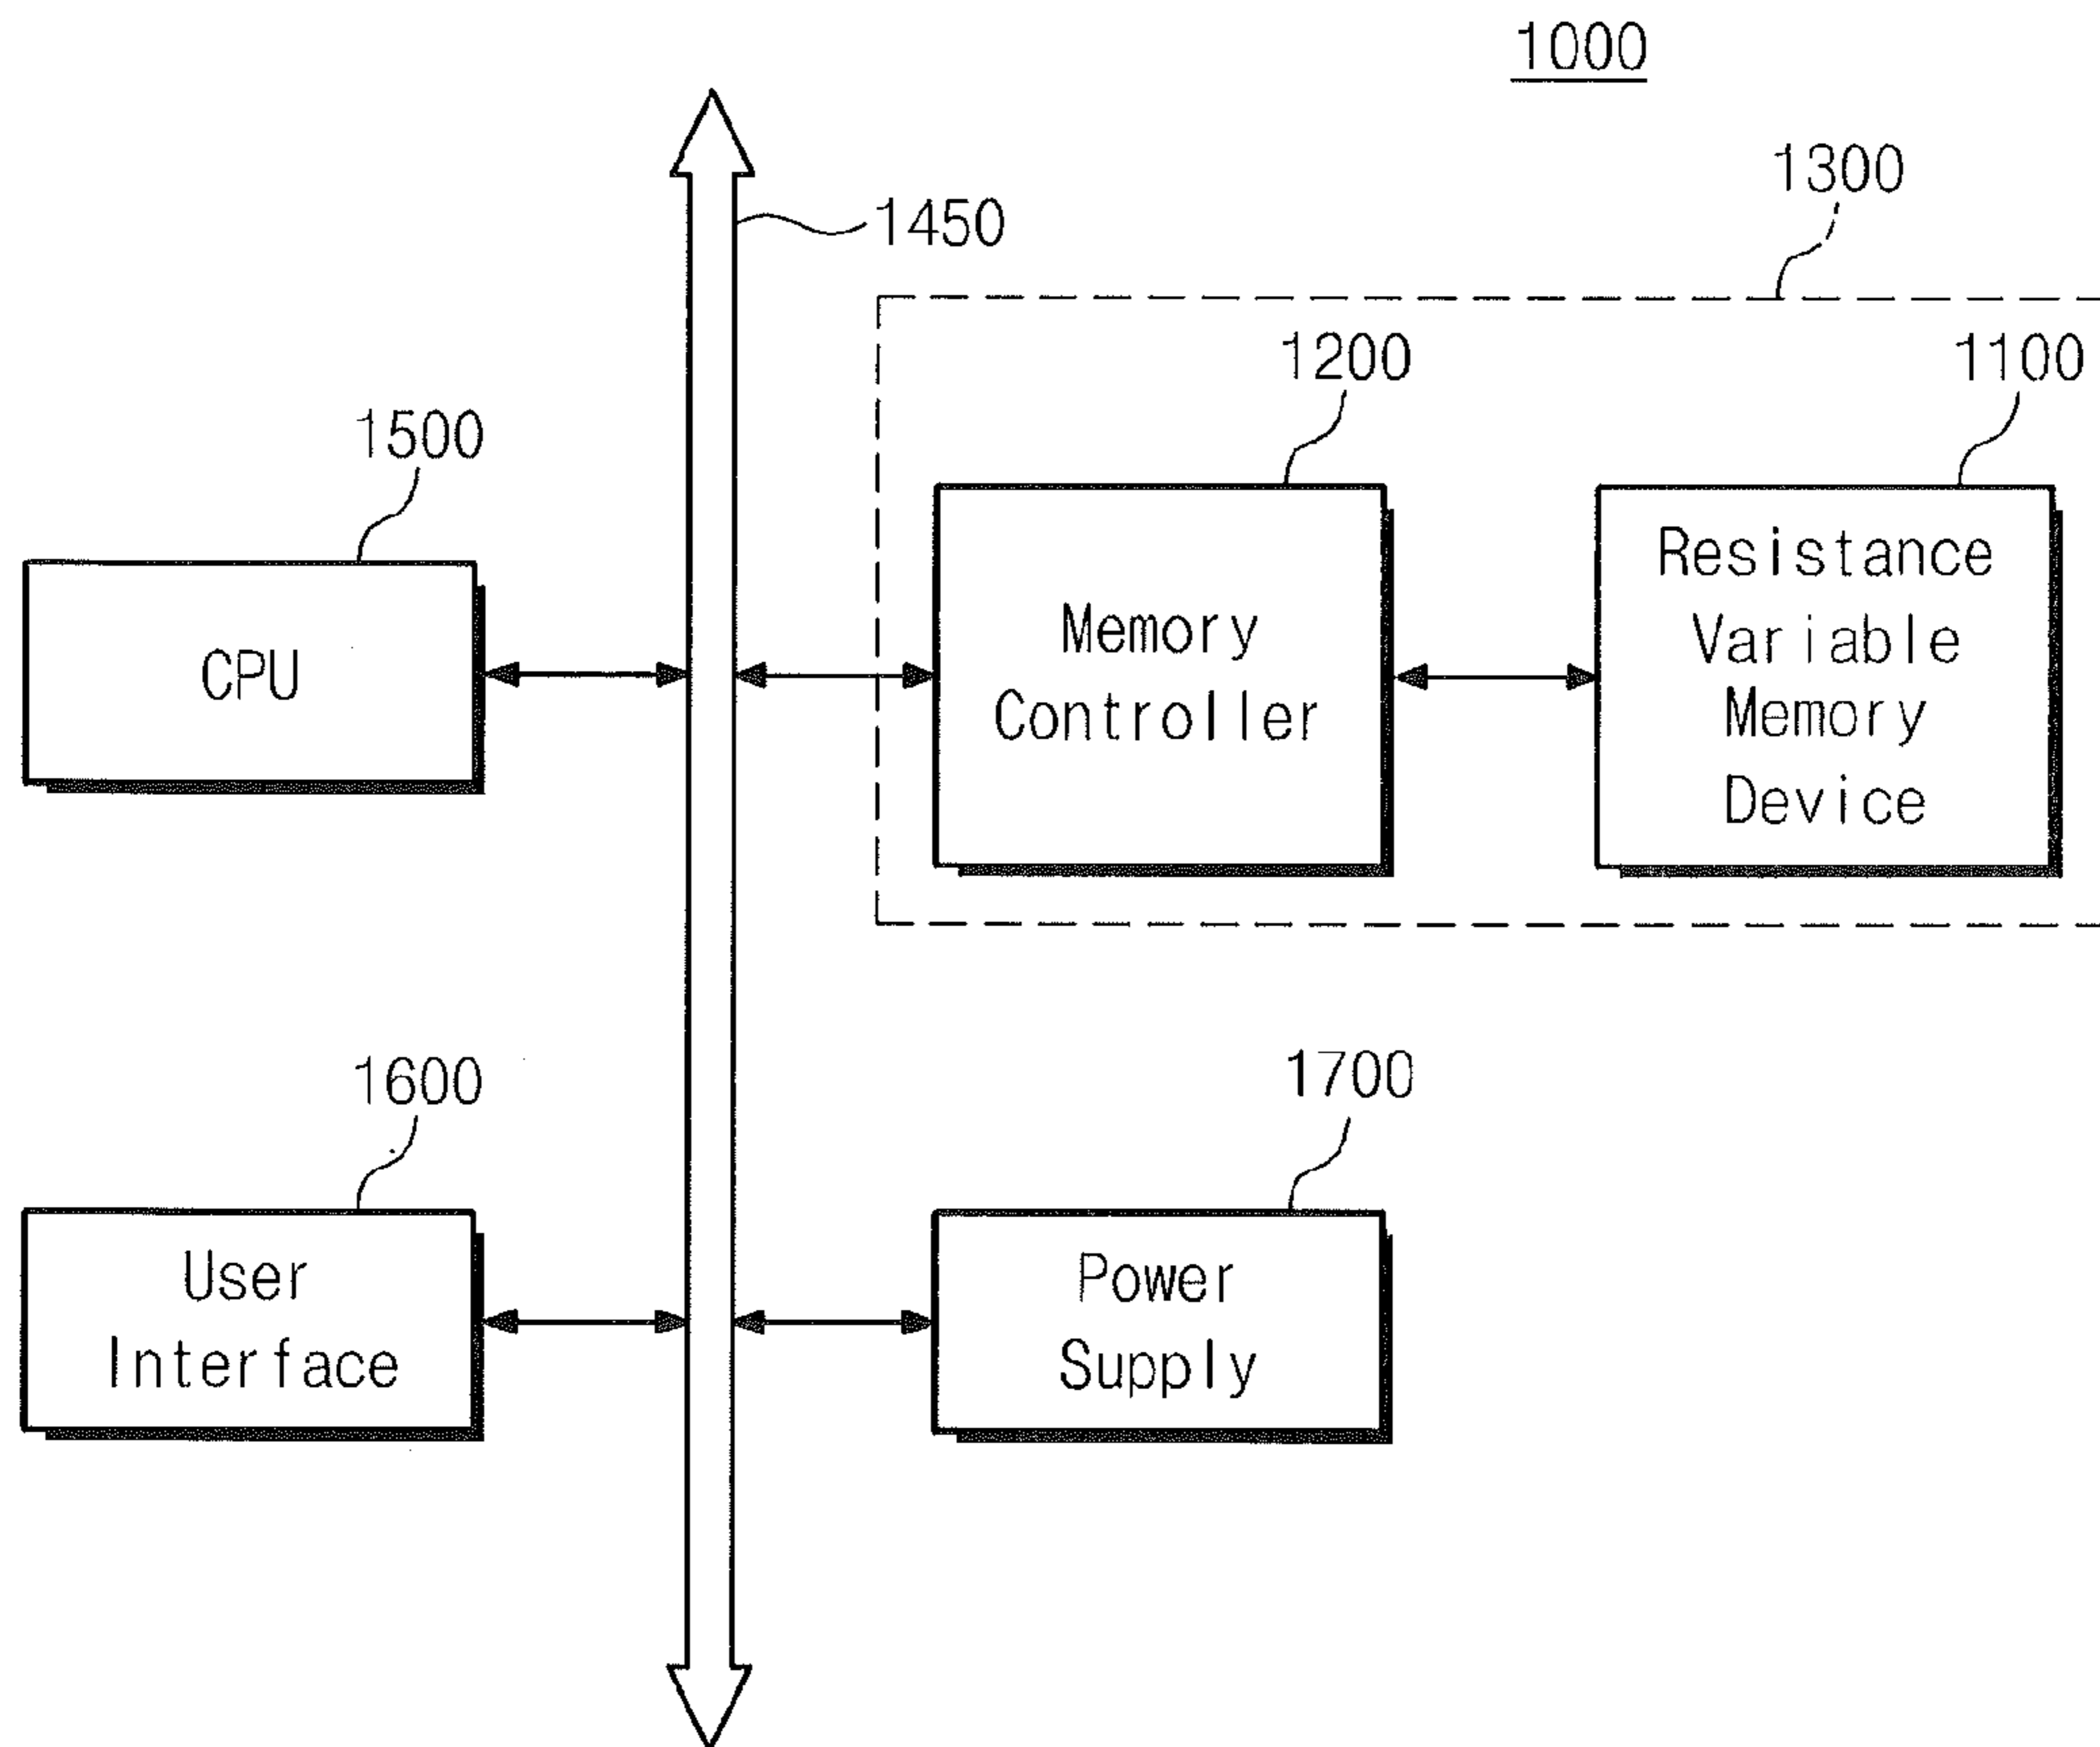 1000
1300
1450
1200
1100
1500
Resistance
Variable
Memory
Device
Memory
Controller
CPU
1600
1700
User
Interface
Power
Supply